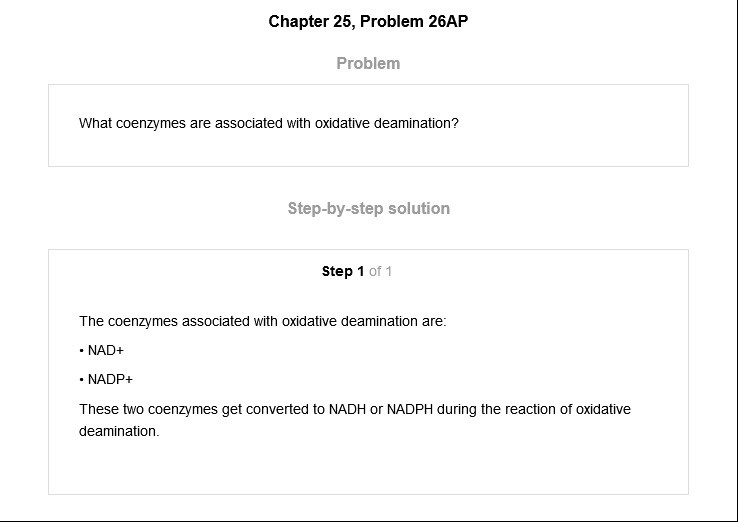 Chapter 25, Problem 26AP
Problem
What coenzymes are associated with oxidative deamination?
Step-by-step solution
Step 1 of 1
The coenzymes associated with oxidative deamination are:
• NAD+
• NADP+
These two coenzymes get converted to NADH or NADPH during the reaction of oxidative
deamination.